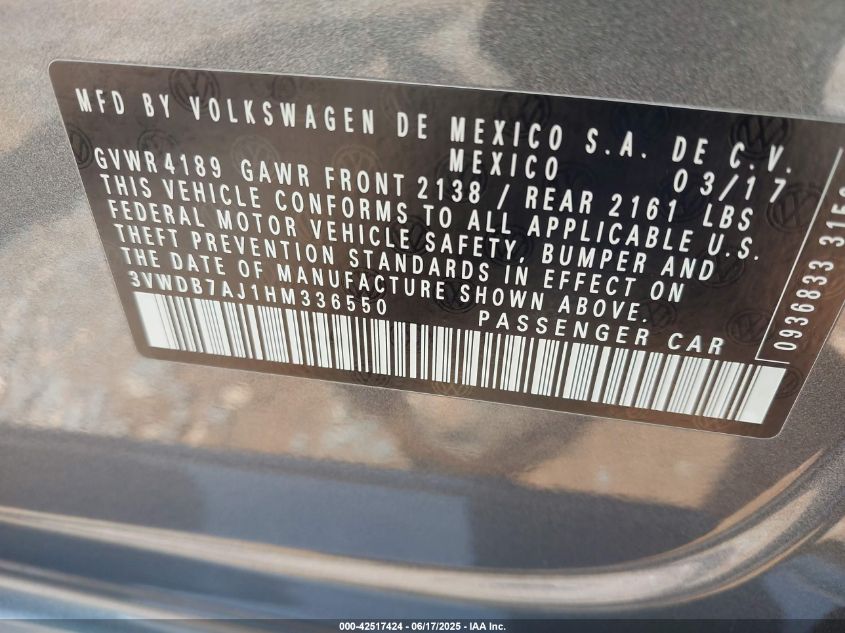 MFD BY VOLKSWAGEN DE MEXICO S.A. DE C.V.
MEXICO 03/17
GVWR 4189 GAWR FRONT 2138 / REAR 2161 LBS
THIS VEHICLE CONFORMS TO ALL APPLICABLE U.S.
FEDERAL MOTOR VEHICLE SAFETY, BUMPER AND
THEFT PREVENTION STANDARDS IN EFFECT ON
THE DATE OF MANUFACTURE SHOWN ABOVE.
3VWDB7AJ1HM336550 PASSENGER CAR
0936833
000-42517424 - 06/17/2025 - IAA Inc.